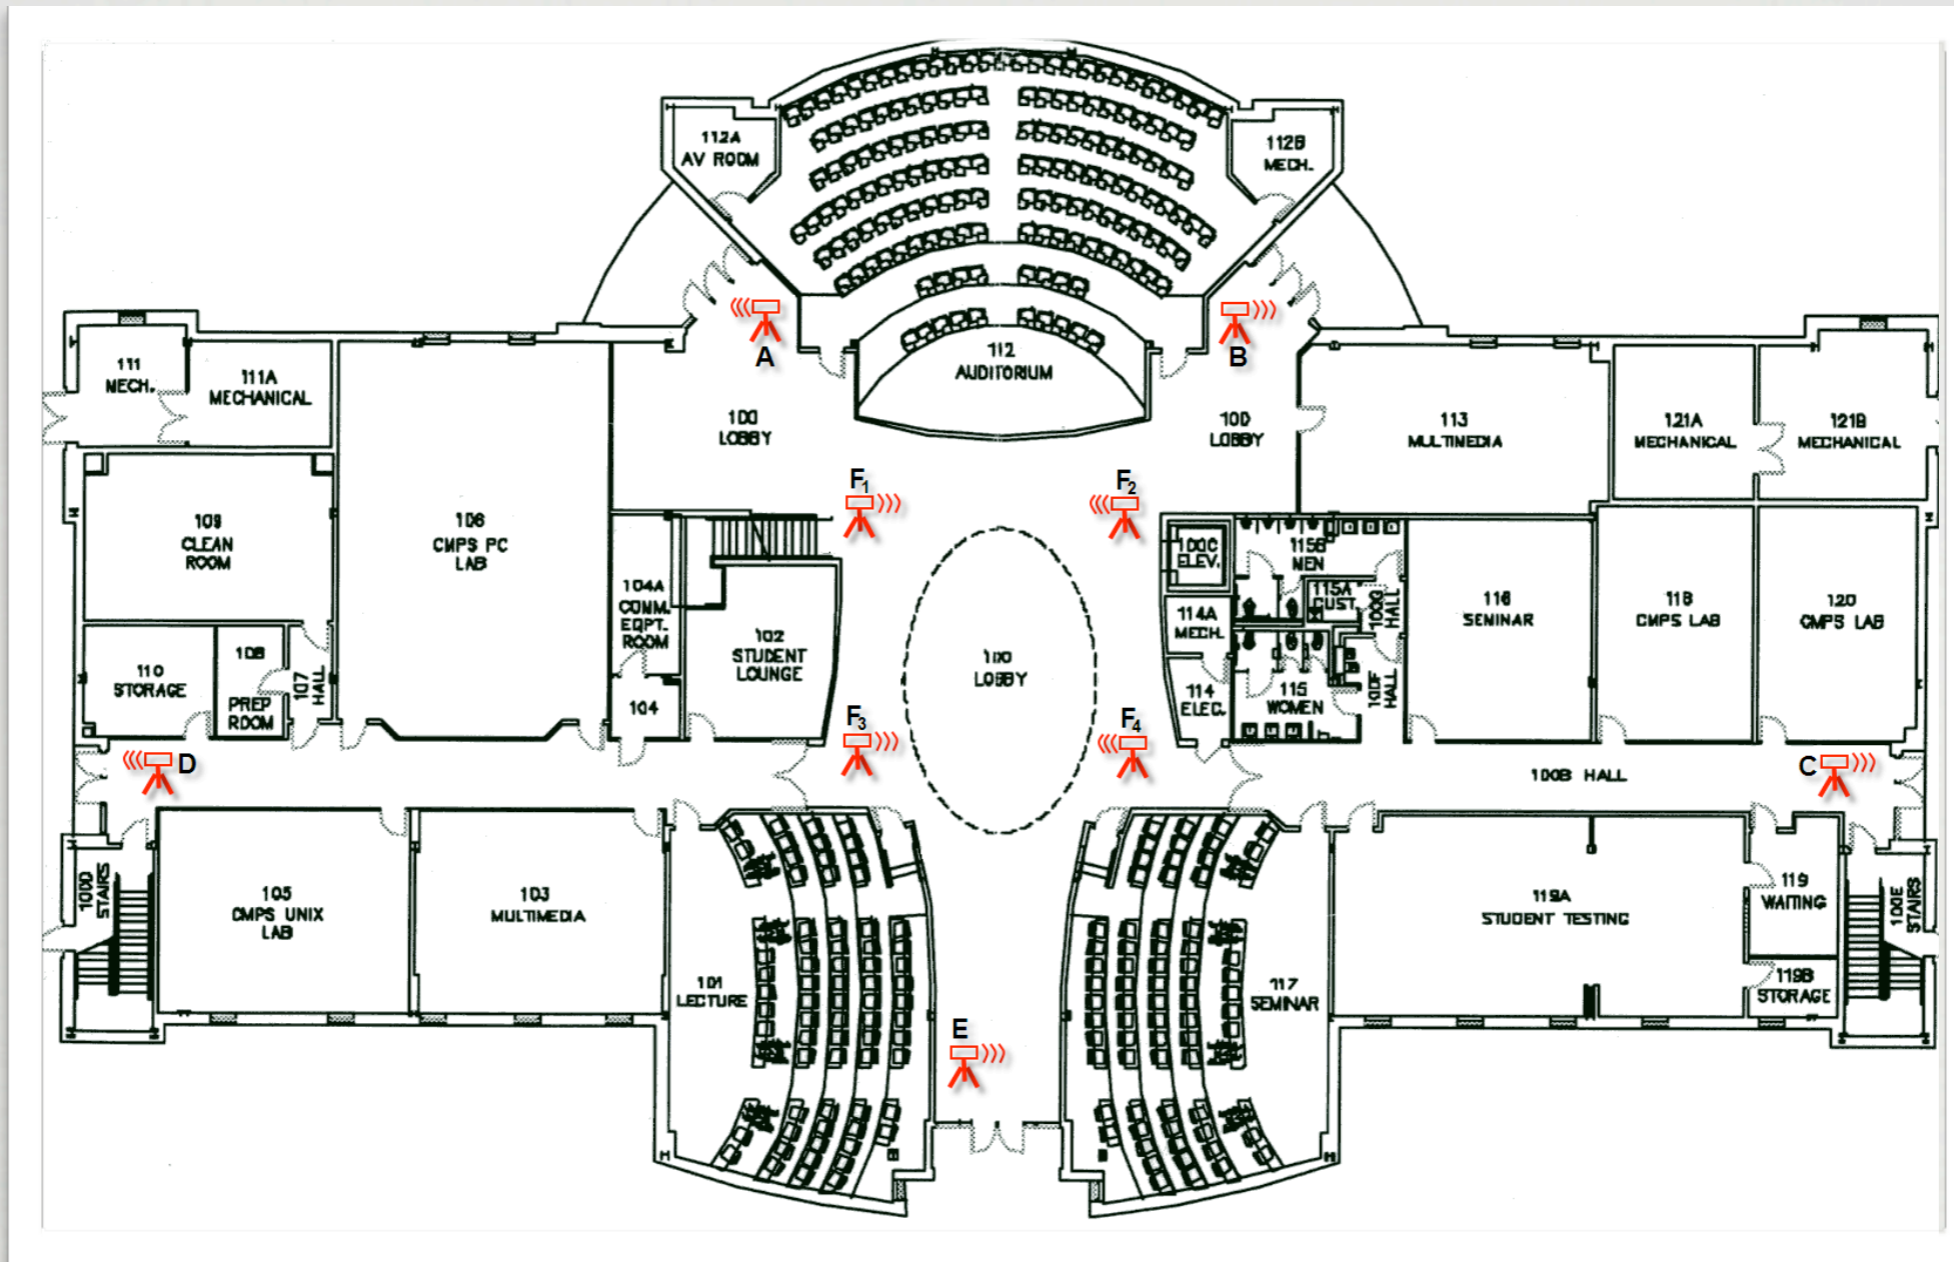 112A
AV ROOM
112B
MECH.
A
B
112
AUDITORIUM
111
MECH.
111A
MECHANICAL
100
LOBBY
100
LOBBY
113
MULTIMEDIA
121A
MECHANICAL
121B
MECHANICAL
F1
F2
109
CLEAN
ROOM
106
CMPS PC
LAB
104A
COMM.
EQPT.
ROOM
102
STUDENT
LOUNGE
100
LOBBY
100C
ELEV.
115B
MEN
115A
CUST.
100G
HALL
114A
MECH.
116
SEMINAR
118
CMPS LAB
120
CMPS LAB
110
STORAGE
108
PREP
ROOM
107
HALL
104
114
ELEC.
115
WOMEN
100F
HALL
F3
F4
D
C
100B HALL
100D
STAIRS
105
CMPS UNIX
LAB
103
MULTIMEDIA
101
LECTURE
117
SEMINAR
119A
STUDENT TESTING
119
WAITING
119B
STORAGE
100E
STAIRS
E